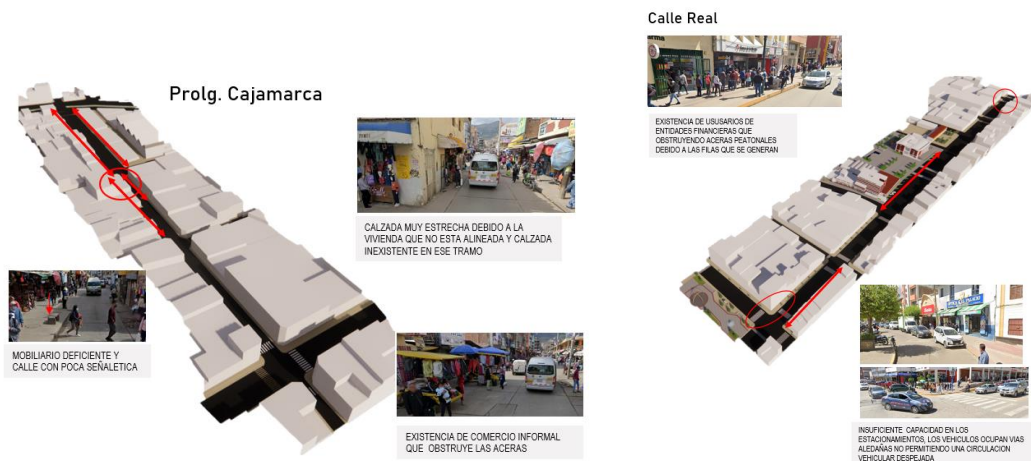 Prolg. Cajamarca
CALZADA MUY ESTRECHA DEBIDO A LA
VIVIENDA QUE NO ESTA ALINEADA Y CALZADA
INEXISTENTE EN ESE TRAMO
MOBILIARIO DEFICIENTE Y
CALLE CON POCA SEÑALETICA
EXISTENCIA DE COMERCIO INFORMAL
QUE OBSTRUYE LAS ACERAS
Calle Real
EXISTENCIA DE USUSARIOS DE
ENTIDADES FINANCIERAS QUE
OBSTRUYENDO ACERAS PEATONALES
DEBIDO A LAS FILAS QUE SE GENERAN
INSUFICIENTE CAPACIDAD EN LOS
ESTACIONAMIENTOS, LOS VEHICULOS OCUPAN VIAS
ALEDAÑAS NO PERMITIENDO UNA CIRCULACION
VEHICULAR DESPEJADA